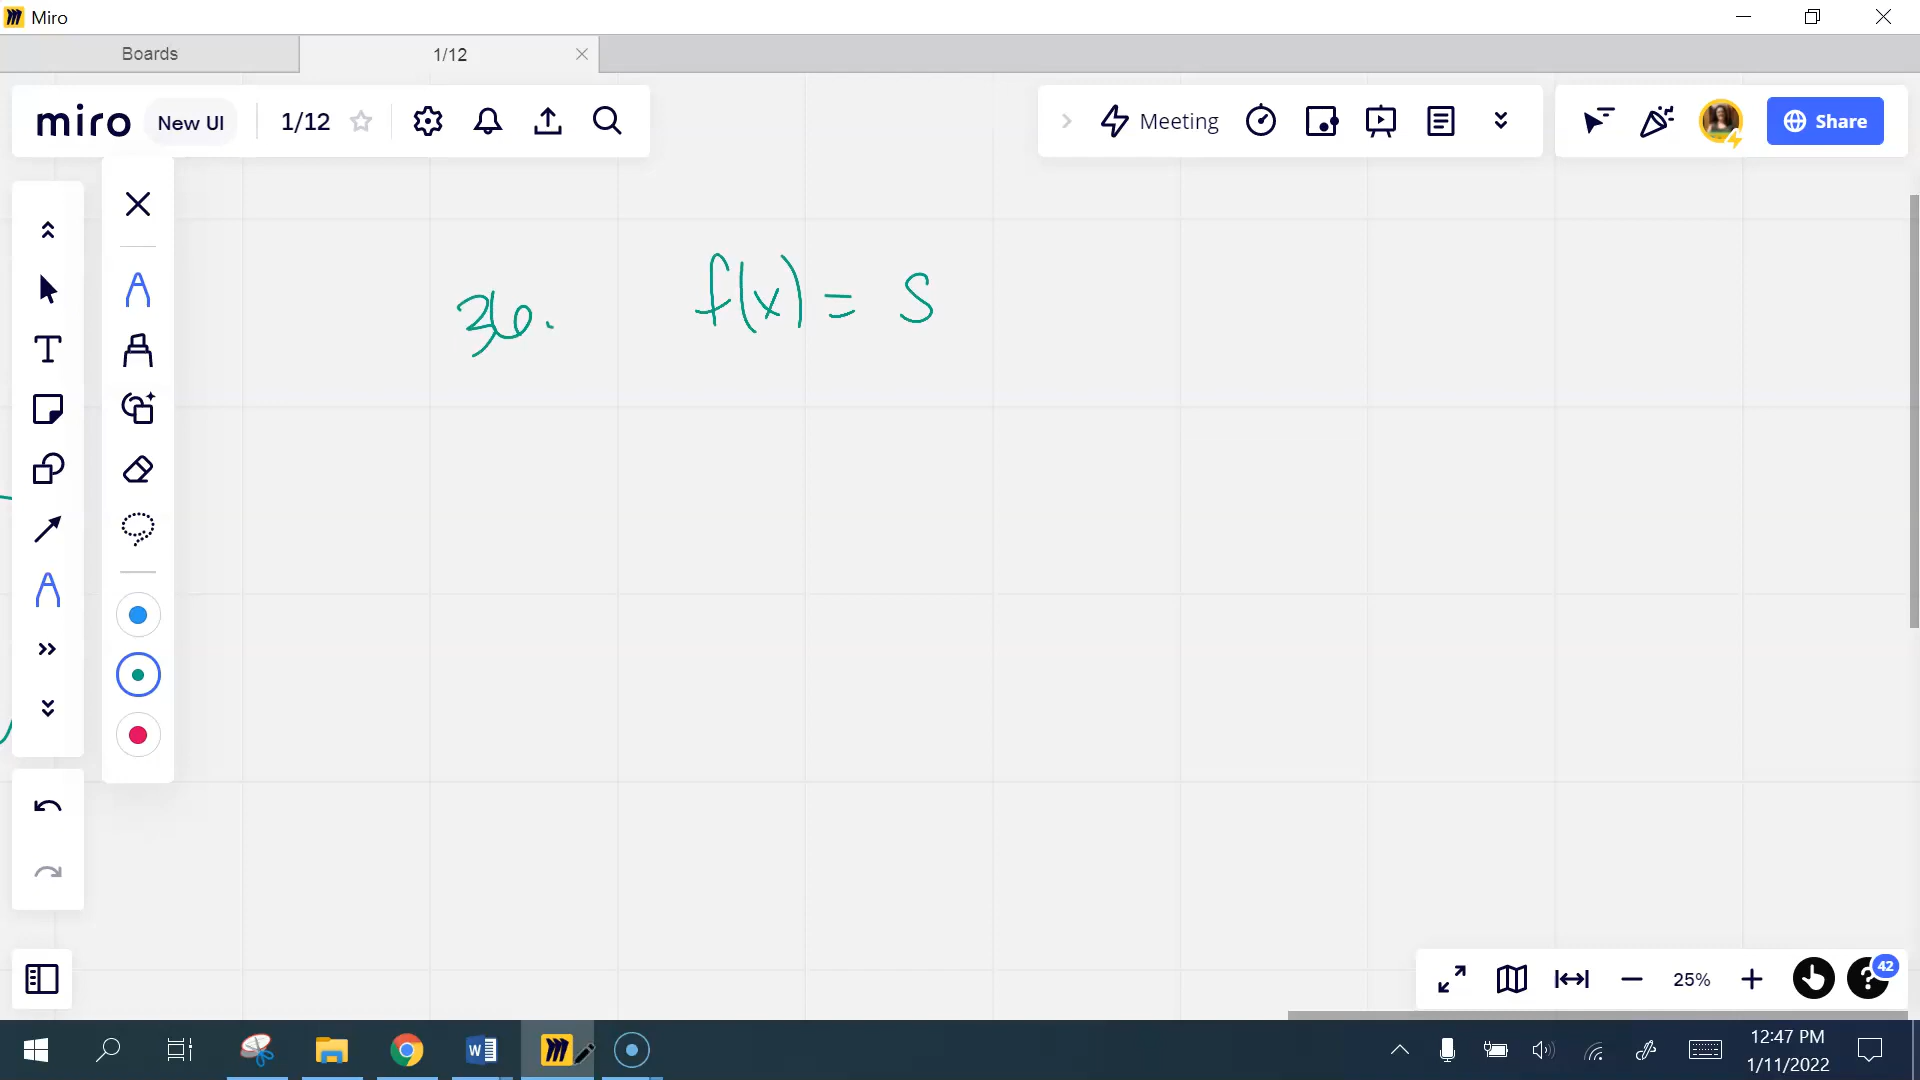 Miro
Boards 1/12
miro New UI 1/12 Meeting Share
36. f(x) = S
25% 42
12:47 PM
1/11/2022